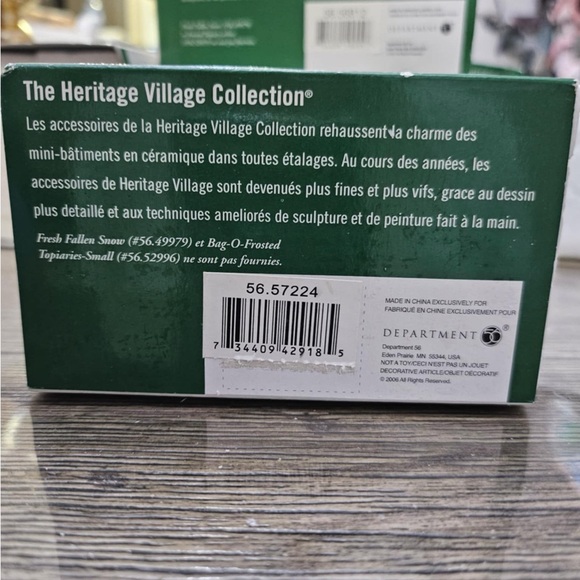 The Heritage Village Collection®
Les accessoires de la Heritage Village Collection rehaussent la charme des
mini-bâtiments en céramique dans toutes étalages. Au cours des années, les
accessoires de Heritage Village sont devenués plus fines et plus vifs, grace au dessin
plus detaillé et aux techniques ameliorés de sculpture et de peinture fait à la main.
Fresh Fallen Snow (#56.49979) et Bag-O-Frosted
Topiaries-Small (#56.52996) ne sont pas fournies.
56.57224
7 34409 42918 5
MADE IN CHINA EXCLUSIVELY FOR
FABRIQUÉ EN CHINE EXCLUSIVEMENT POUR
DEPARTMENT 56®
Department 56
Eden Prairie, MN. 55344, USA
NOT A TOY/CECI N'EST PAS UN JOUET
DECORATIVE ARTICLE/OBJET DÉCORATIF
© 2006 All Rights Reserved.